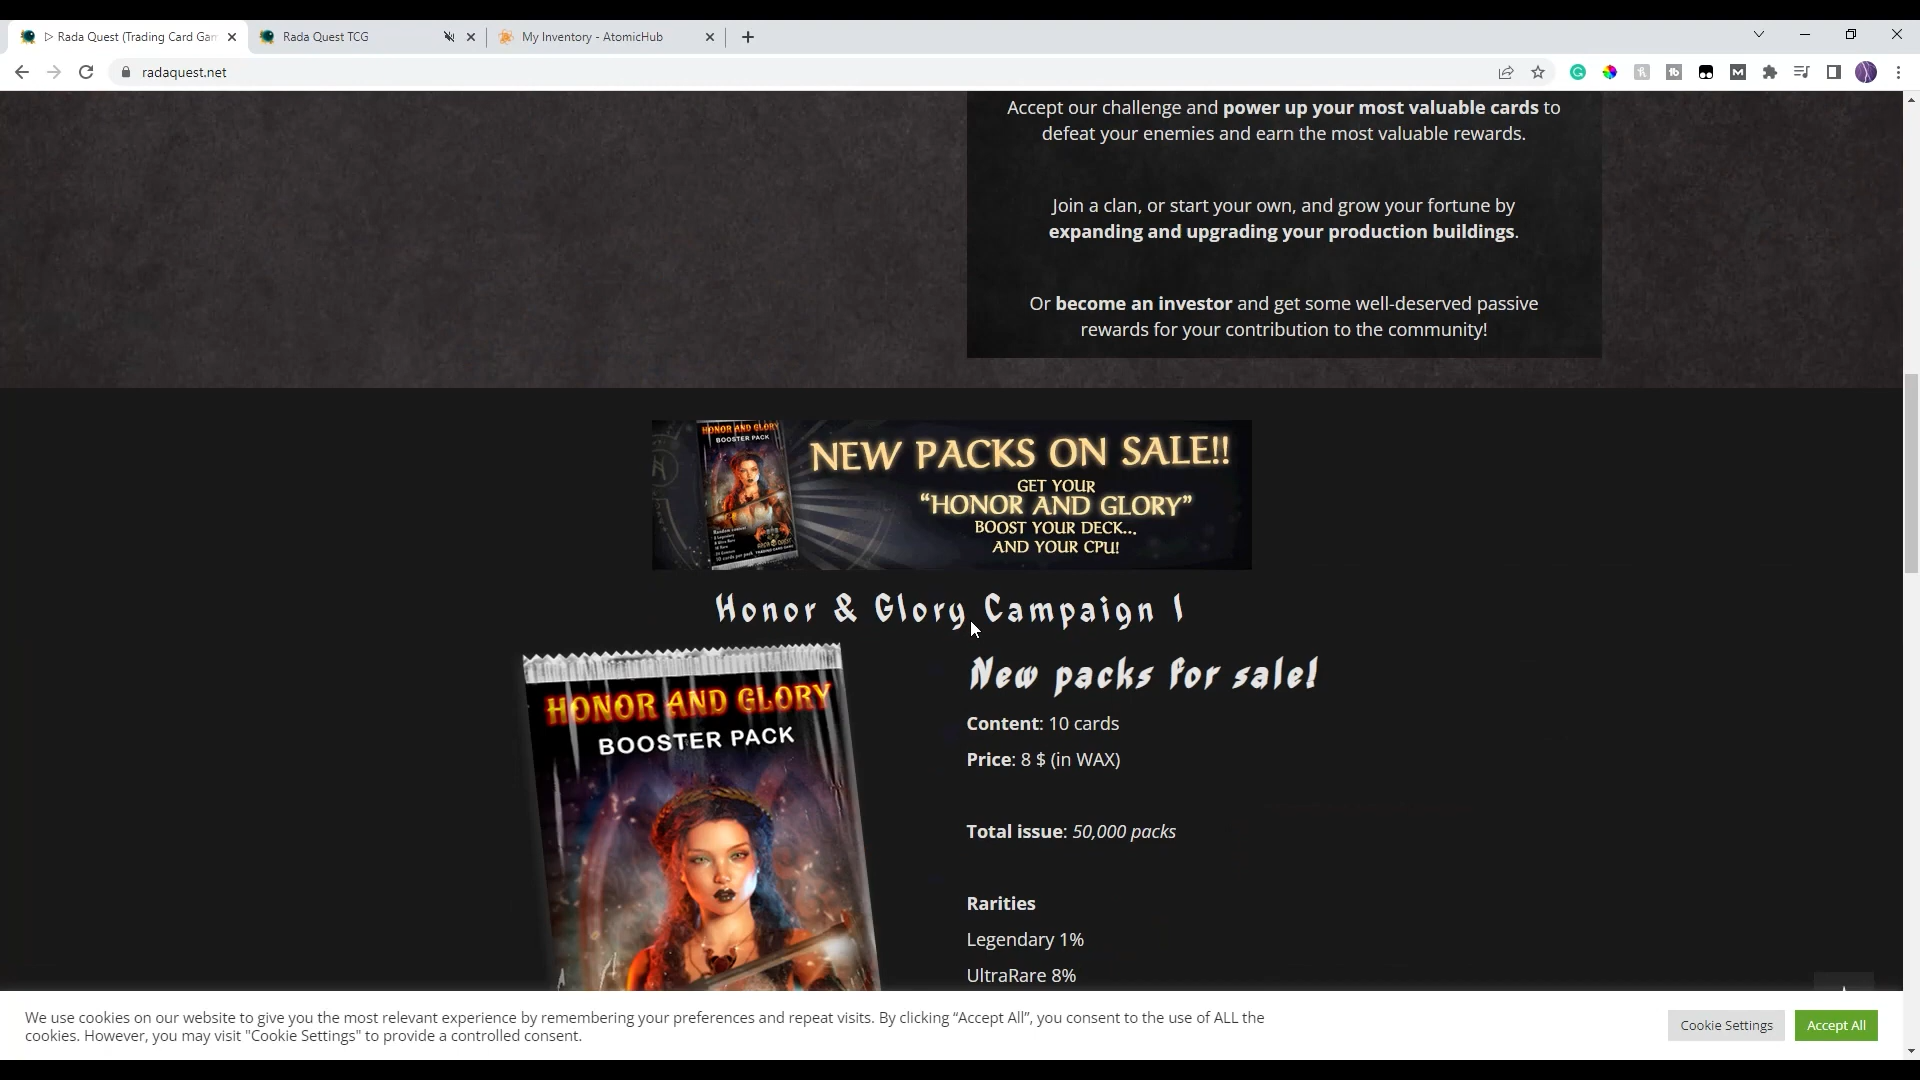 Rada Quest (Trading Card Gam
Rada Quest TCG
My Inventory - AtomicHub
radaquest.net
Accept our challenge and power up your most valuable cards to
defeat your enemies and earn the most valuable rewards.
Join a clan, or start your own, and grow your fortune by
expanding and upgrading your production buildings.
Or become an investor and get some well-deserved passive
rewards for your contribution to the community!
HONOR AND GLORY
BOOSTER PACK
NEW PACKS ON SALE!!
GET YOUR
“HONOR AND GLORY”
BOOST YOUR DECK...
AND YOUR CPU!
Honor & Glory Campaign I
HONOR AND GLORY
BOOSTER PACK
New packs for sale!
Content: 10 cards
Price: 8 $ (in WAX)
Total issue: 50,000 packs
Rarities
Legendary 1%
UltraRare 8%
We use cookies on our website to give you the most relevant experience by remembering your preferences and repeat visits. By clicking “Accept All”, you consent to the use of ALL the
cookies. However, you may visit "Cookie Settings" to provide a controlled consent.
Cookie Settings
Accept All